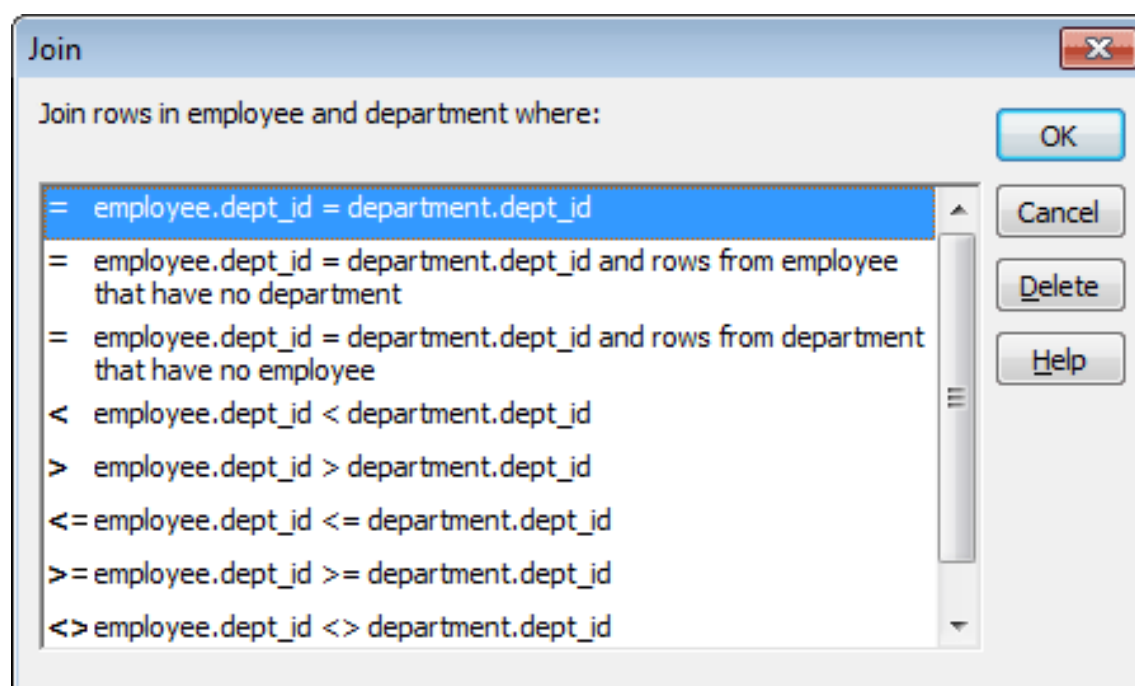 Join
Join rows in employee and department where:
OK
= employee.dept_id = department.dept_id
Cancel
= employee.dept_id = department.dept_id and rows from employee
that have no department
Delete
= employee.dept_id = department.dept_id and rows from department
that have no employee
Help
< employee.dept_id < department.dept_id
> employee.dept_id > department.dept_id
<= employee.dept_id <= department.dept_id
>= employee.dept_id >= department.dept_id
<> employee.dept_id <> department.dept_id